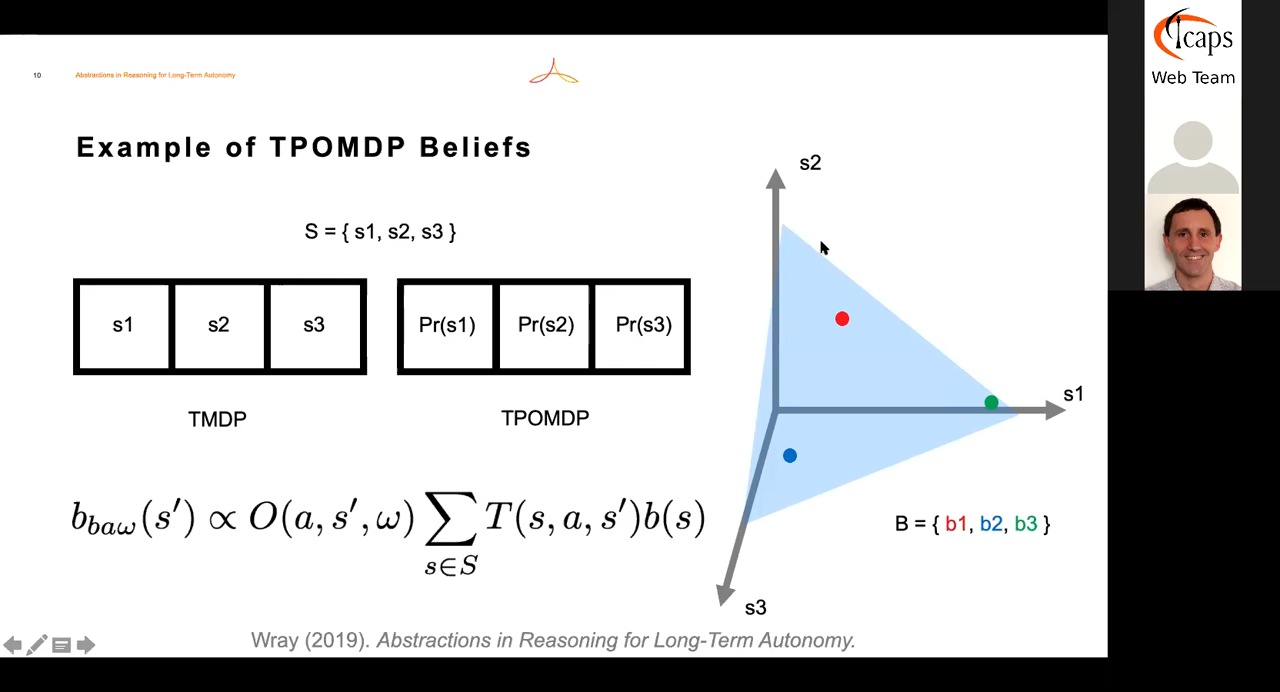 10
Abstractions in Reasoning for Long-Term Autonomy
Example of TPOMDP Beliefs
S = { s1, s2, s3 }
s1 s2 s3
Pr(s1) Pr(s2) Pr(s3)
TMDP
TPOMDP
b_{baω}(s′) ∝ O(a, s′, ω) ∑_{s∈S} T(s, a, s′)b(s)
s2
s1
s3
B = { b1, b2, b3 }
Wray (2019). Abstractions in Reasoning for Long-Term Autonomy.
icaps
Web Team